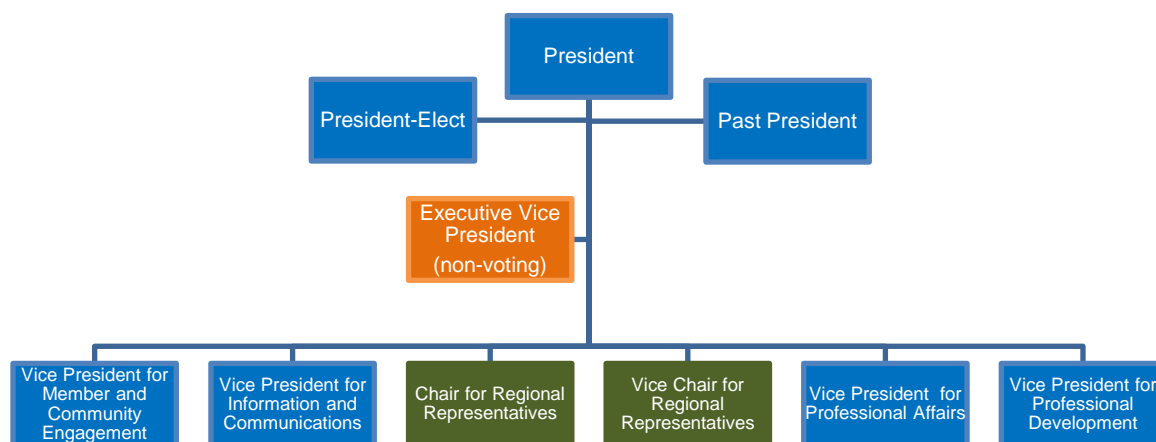 President
President-Elect
Past President
Executive Vice
President
(non-voting)
Vice President for
Member and
Community
Engagement
Vice President for
Information and
Communications
Chair for Regional
Representatives
Vice Chair for
Regional
Representatives
Vice President for
Professional Affairs
Vice President for
Professional
Development